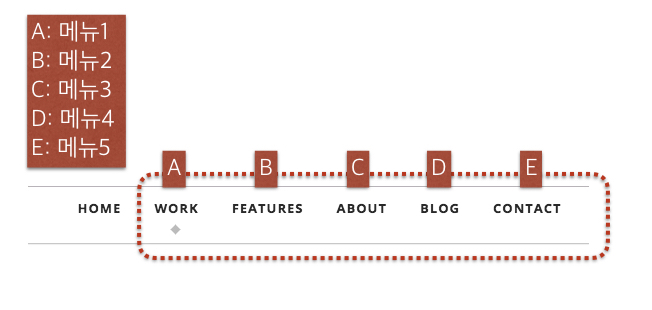 A: 메뉴1
B: 메뉴2
C: 메뉴3
D: 메뉴4
E: 메뉴5
A B C D E
HOME WORK FEATURES ABOUT BLOG CONTACT